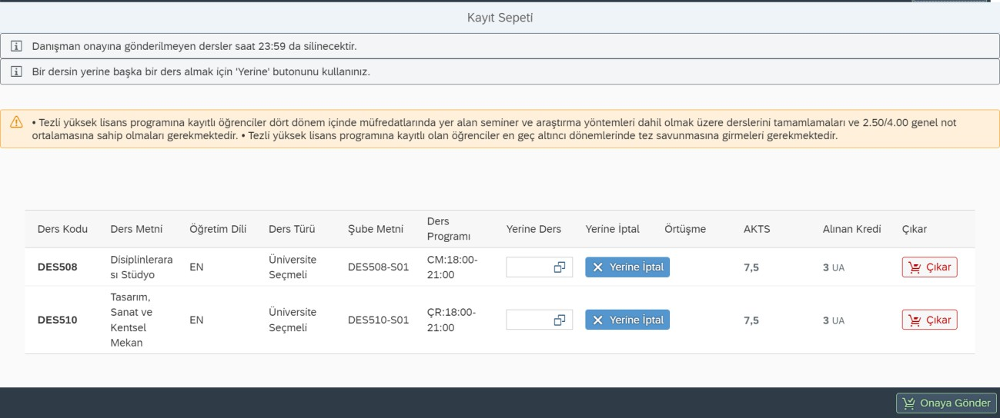 Kayıt Sepeti
Danışman onayına gönderilmeyen dersler saat 23:59 da silinecektir.
Bir dersin yerine başka bir ders almak için 'Yerine' butonunu kullanınız.
• Tezli yüksek lisans programına kayıtlı öğrenciler dört dönem içinde müfredatlarında yer alan seminer ve araştırma yöntemleri dahil olmak üzere derslerini tamamlamaları ve 2.50/4.00 genel not
ortalamasına sahip olmaları gerekmektedir. • Tezli yüksek lisans programına kayıtlı olan öğrenciler en geç altıncı dönemlerinde tez savunmasına girmeleri gerekmektedir.
Ders Kodu Ders Metni Öğretim Dili Ders Türü Şube Metni Ders Programı Yerine Ders Yerine İptal Örtüşme AKTS Alınan Kredi Çıkar
DES508 Disiplinlerara sı Stüdyo EN Üniversite Seçmeli DES508-S01 CM:18:00- 21:00 Yerine İptal 7,5 3 UA Çıkar
DES510 Tasarım, Sanat ve Kentsel Mekan EN Üniversite Seçmeli DES510-S01 ÇR:18:00- 21:00 Yerine İptal 7,5 3 UA Çıkar
Onaya Gönder